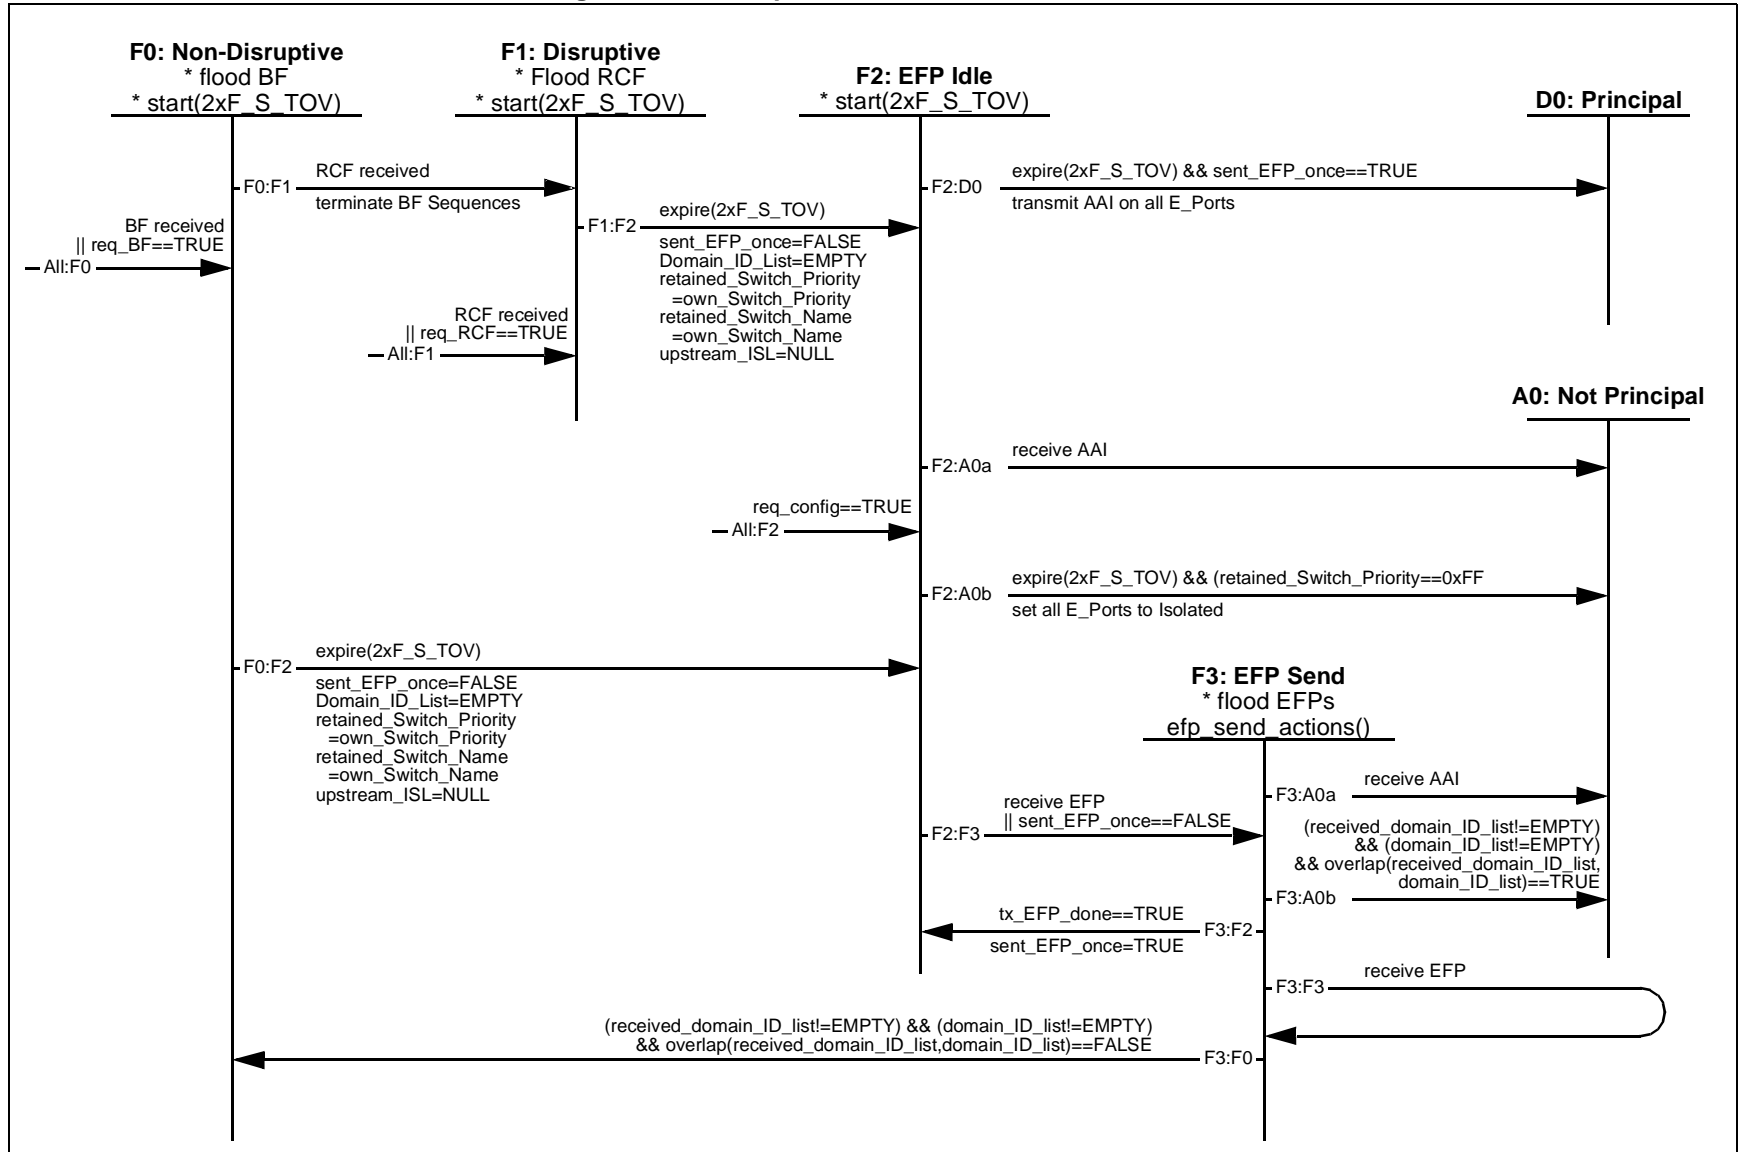 F0: Non-Disruptive
* flood BF
* start(2xF_S_TOV)
F1: Disruptive
* Flood RCF
* start(2xF_S_TOV)
F2: EFP Idle
* start(2xF_S_TOV)
D0: Principal
F0:F1
RCF received
terminate BF Sequences
F2:D0
expire(2xF_S_TOV) && sent_EFP_once==TRUE
transmit AAI on all E_Ports
BF received
|| req_BF==TRUE
All:F0
F1:F2
expire(2xF_S_TOV)
sent_EFP_once=FALSE
Domain_ID_List=EMPTY
retained_Switch_Priority
=own_Switch_Priority
retained_Switch_Name
=own_Switch_Name
upstream_ISL=NULL
RCF received
|| req_RCF==TRUE
All:F1
A0: Not Principal
F2:A0a
receive AAI
req_config==TRUE
All:F2
F2:A0b
expire(2xF_S_TOV) && (retained_Switch_Priority==0xFF
set all E_Ports to Isolated
F0:F2
expire(2xF_S_TOV)
sent_EFP_once=FALSE
Domain_ID_List=EMPTY
retained_Switch_Priority
=own_Switch_Priority
retained_Switch_Name
=own_Switch_Name
upstream_ISL=NULL
F3: EFP Send
* flood EFPs
efp_send_actions()
F3:A0a
receive AAI
F2:F3
receive EFP
|| sent_EFP_once==FALSE
(received_domain_ID_list!=EMPTY)
&& (domain_ID_list!=EMPTY)
&& overlap(received_domain_ID_list,
domain_ID_list)==TRUE
F3:A0b
tx_EFP_done==TRUE
F3:F2
sent_EFP_once=TRUE
F3:F3
receive EFP
(received_domain_ID_list!=EMPTY) && (domain_ID_list!=EMPTY)
&& overlap(received_domain_ID_list,domain_ID_list)==FALSE
F3:F0